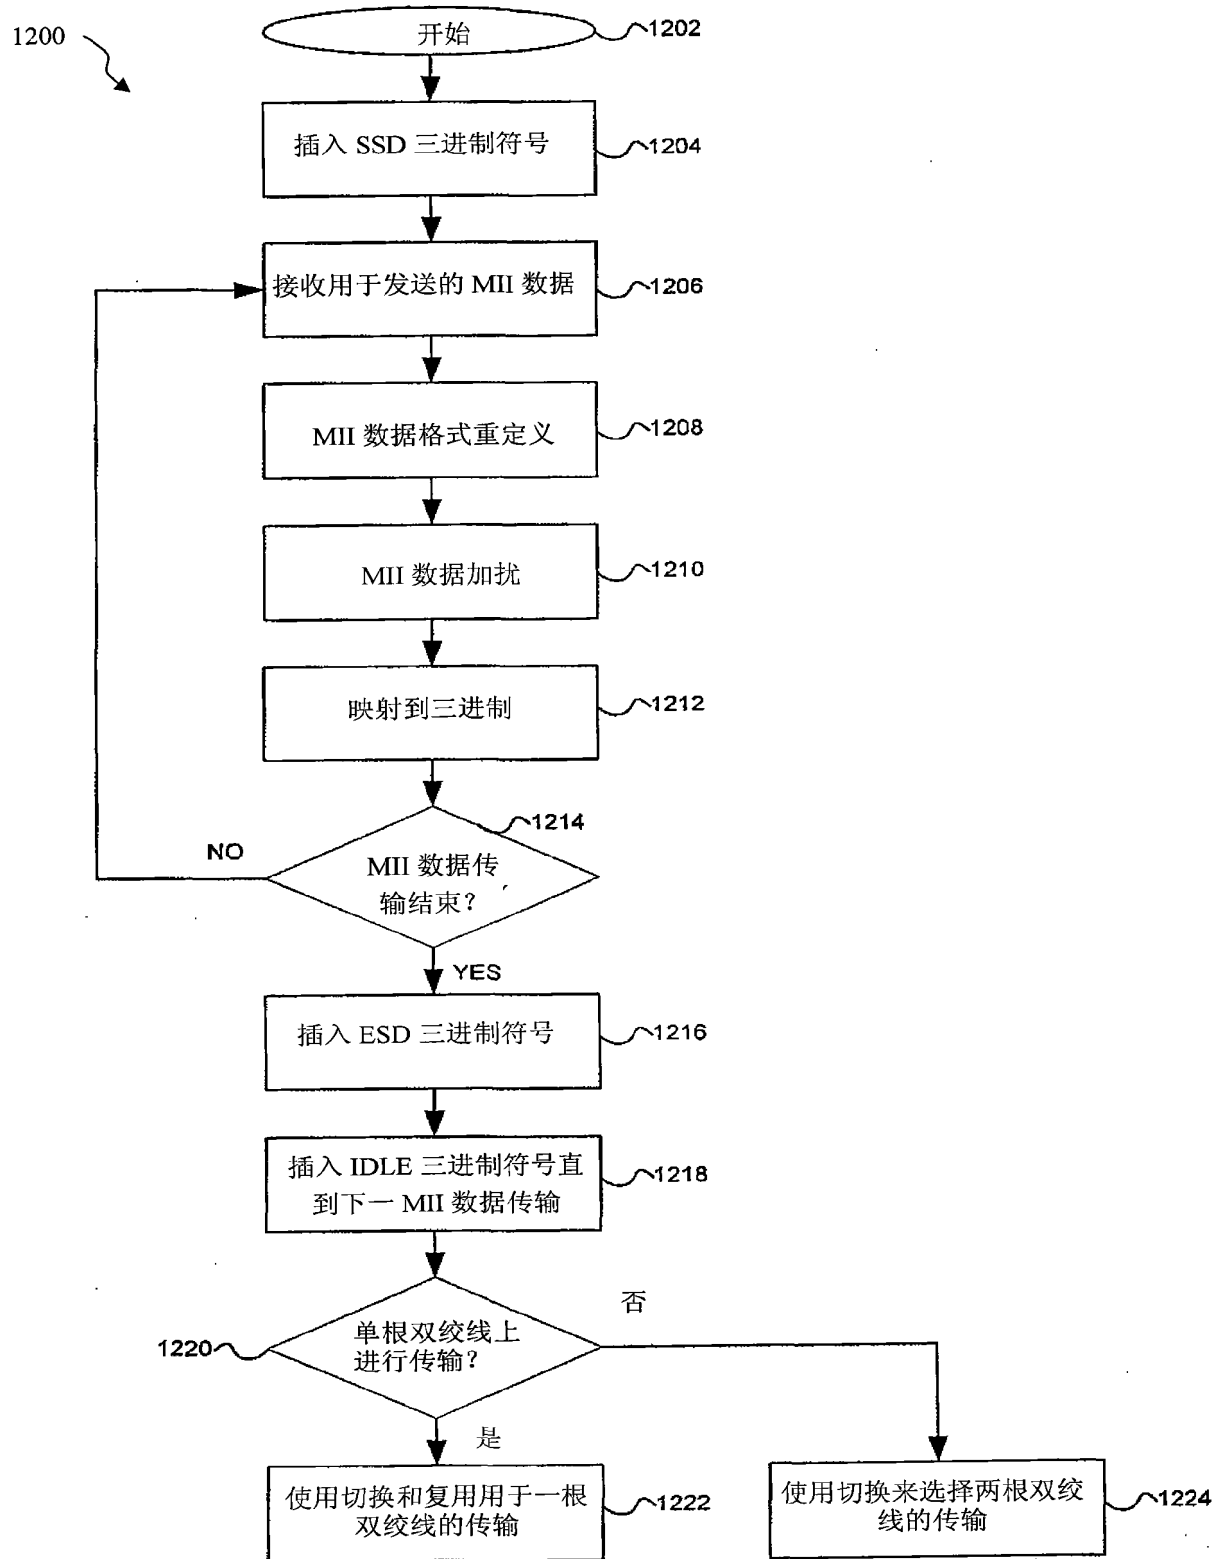 1200
开始
1202
插入 SSD 三进制符号
1204
接收用于发送的 MII 数据
1206
MII 数据格式重定义
1208
MII 数据加扰
1210
映射到三进制
1212
1214
NO
MII 数据传
输结束？
YES
插入 ESD 三进制符号
1216
插入 IDLE 三进制符号直
到下一 MII 数据传输
1218
否
单根双绞线上
进行传输？
1220
是
使用切换和复用用于一根
双绞线的传输
1222
使用切换来选择两根双绞
线的传输
1224